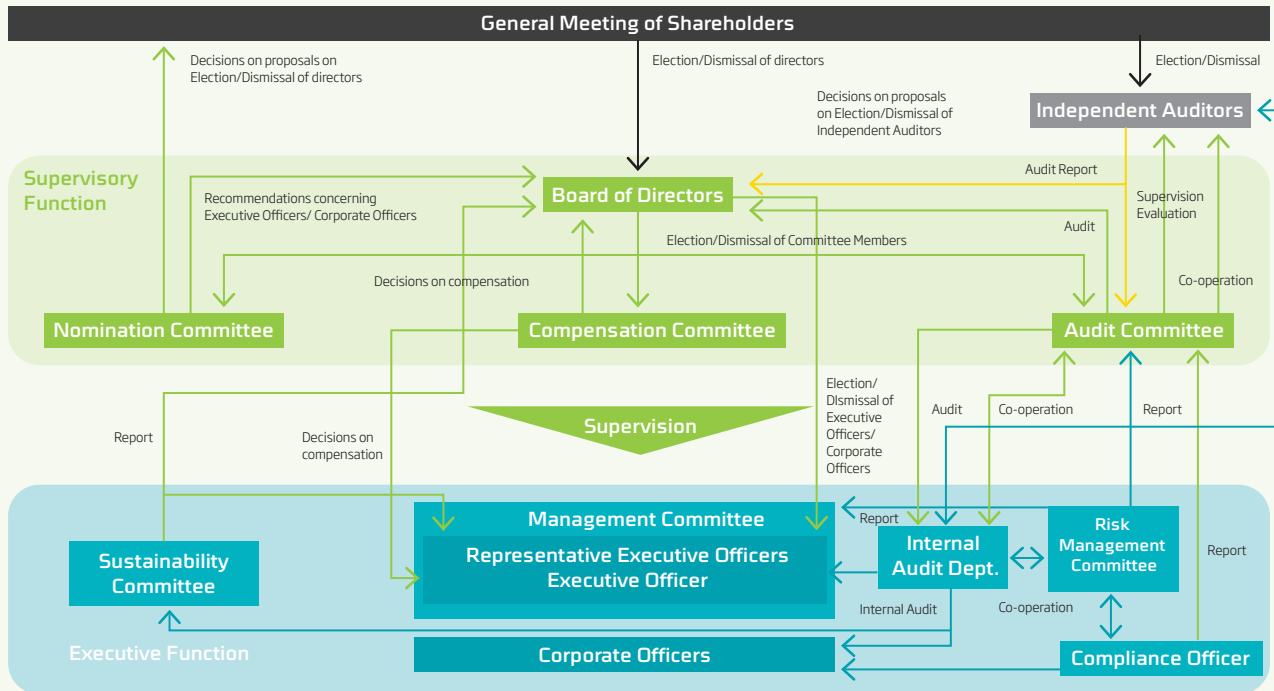 General Meeting of Shareholders
Decisions on proposals on
Election/Dismissal of directors
Election/Dismissal of directors
Election/Dismissal
Decisions on proposals
on Election/Dismissal of
Independent Auditors
Independent Auditors
Supervisory
Function
Recommendations concerning
Executive Officers/ Corporate Officers
Board of Directors
Audit Report
Supervision
Evaluation
Audit
Election/Dismissal of Committee Members
Decisions on compensation
Co-operation
Nomination Committee
Compensation Committee
Audit Committee
Report
Decisions on
compensation
Supervision
Election/
DIsmissal of
Executive
Officers/
Corporate
Officers
Audit
Co-operation
Report
Management Committee
Report
Representative Executive Officers
Executive Officer
Sustainability
Committee
Internal
Audit Dept.
Risk
Management
Committee
Report
Internal Audit
Co-operation
Executive Function
Corporate Officers
Compliance Officer